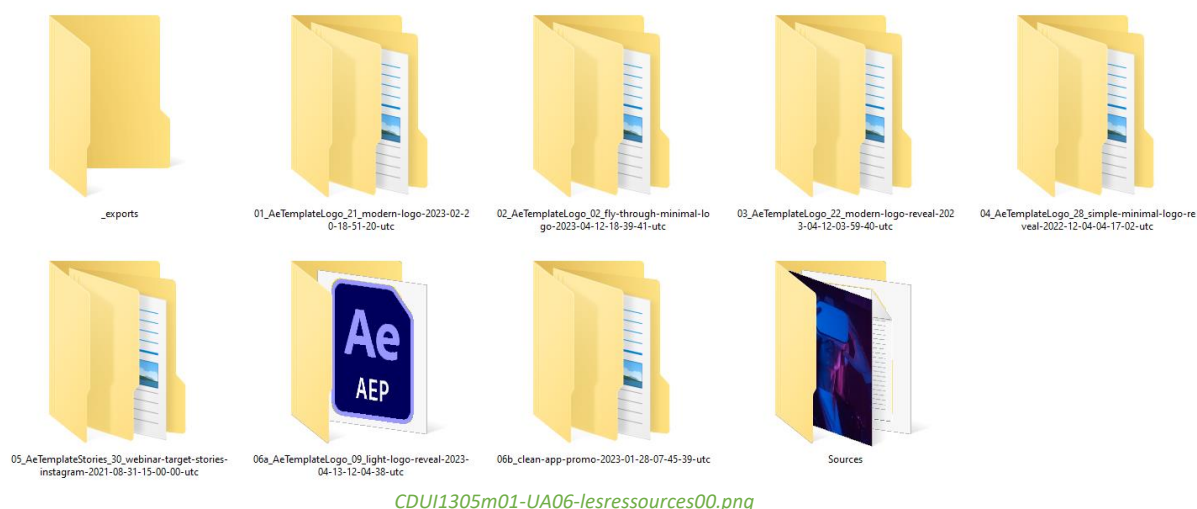 _exports
01_AeTemplateLogo_21_modern-logo-2023-02-2
0-18-51-20-utc
02_AeTemplateLogo_02_fly-through-minimal-lo
go-2023-04-12-18-39-41-utc
03_AeTemplateLogo_22_modern-logo-reveal-202
3-04-12-03-59-40-utc
04_AeTemplateLogo_28_simple-minimal-logo-re
veal-2022-12-04-04-17-02-utc
Ae
AEP
05_AeTemplateStories_30_webinar-target-stories-
instagram-2021-08-31-15-00-00-utc
06a_AeTemplateLogo_09_light-logo-reveal-2023-
04-13-12-04-38-utc
06b_clean-app-promo-2023-01-28-07-45-39-utc
Sources
CDUI1305m01-UA06-lesressources00.png